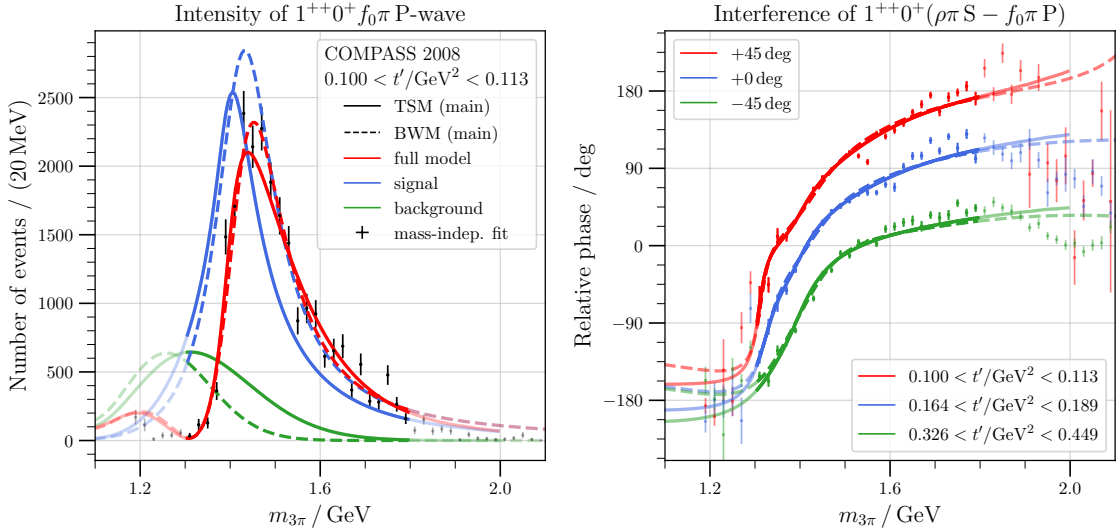 Intensity of 1⁺⁺0⁺ f₀π P-wave
Number of events / (20 MeV)
2500
2000
1500
1000
500
0
COMPASS 2008
0.100 < t′/GeV² < 0.113
TSM (main)
BWM (main)
full model
signal
background
mass-indep. fit
1.2
1.6
2.0
m₃π / GeV
Interference of 1⁺⁺0⁺(ρπ S − f₀π P)
Relative phase / deg
180
90
0
−90
−180
+45 deg
+0 deg
−45 deg
0.100 < t′/GeV² < 0.113
0.164 < t′/GeV² < 0.189
0.326 < t′/GeV² < 0.449
1.2
1.6
2.0
m₃π / GeV